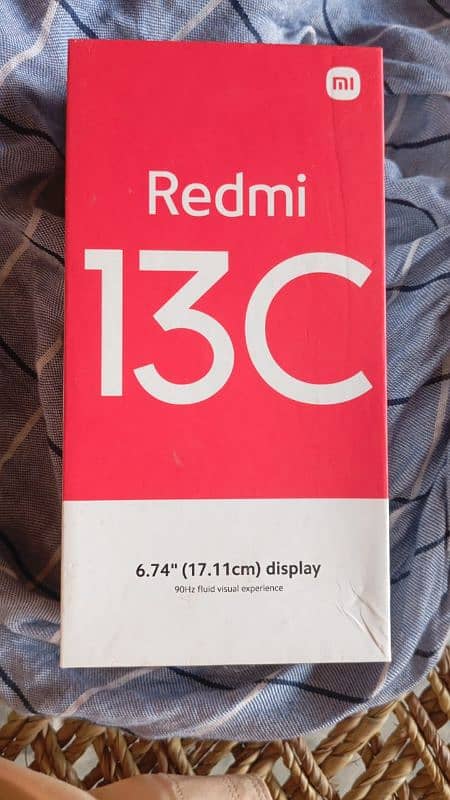 mi
Redmi
13C
6.74" (17.11cm) display
90Hz fluid visual experience